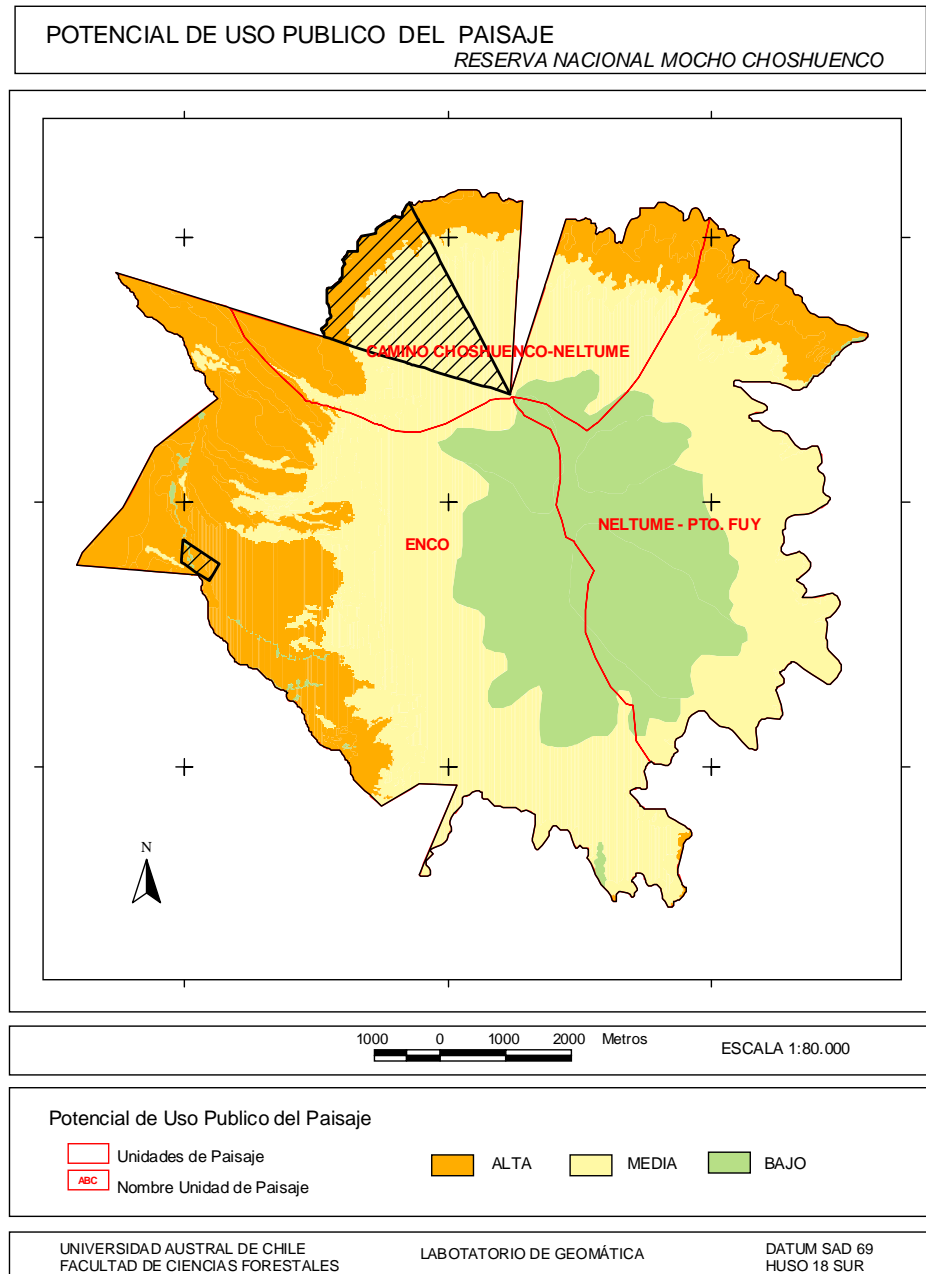 POTENCIAL DE USO PUBLICO DEL PAISAJE
RESERVA NACIONAL MOCHO CHOSHUENCO
CAMINO CHOSHUENCO-NELTUME
NELTUME - PTO. FUY
ENCO
N
1000 0 1000 2000 Metros
ESCALA 1:80.000
Potencial de Uso Publico del Paisaje
Unidades de Paisaje
ABC Nombre Unidad de Paisaje
ALTA MEDIA BAJO
UNIVERSIDAD AUSTRAL DE CHILE
FACULTAD DE CIENCIAS FORESTALES
LABOTATORIO DE GEOMÁTICA
DATUM SAD 69
HUSO 18 SUR